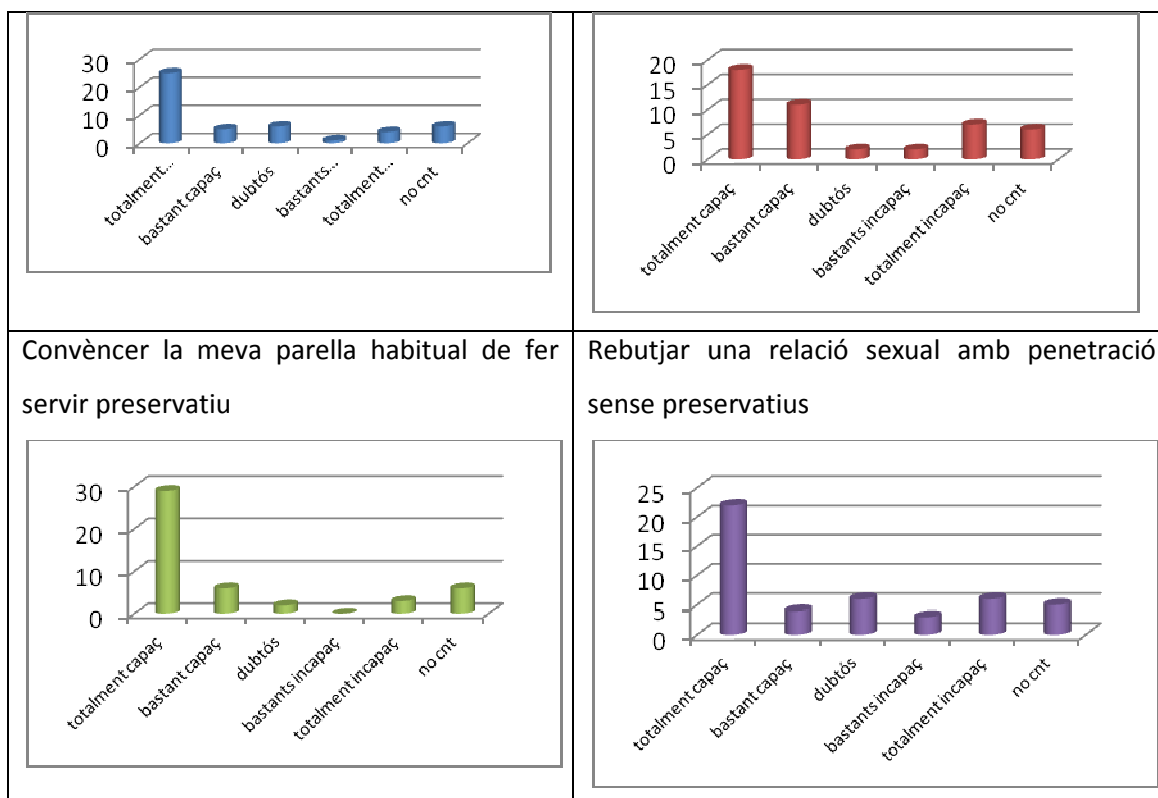 30
20
10
0
totalment...
bastant capaç
dubtós
bastants...
totalment...
no cnt
20
15
10
5
0
totalment capaç
bastant capaç
dubtós
bastants incapaç
totalment incapaç
no cnt
Convèncer la meva parella habitual de fer
servir preservatiu
Rebutjar una relació sexual amb penetració
sense preservatius
30
20
10
0
totalment capaç
bastant capaç
dubtós
bastants incapaç
totalment incapaç
no cnt
25
20
15
10
5
0
totalment capaç
bastant capaç
dubtós
bastants incapaç
totalment incapaç
no cnt